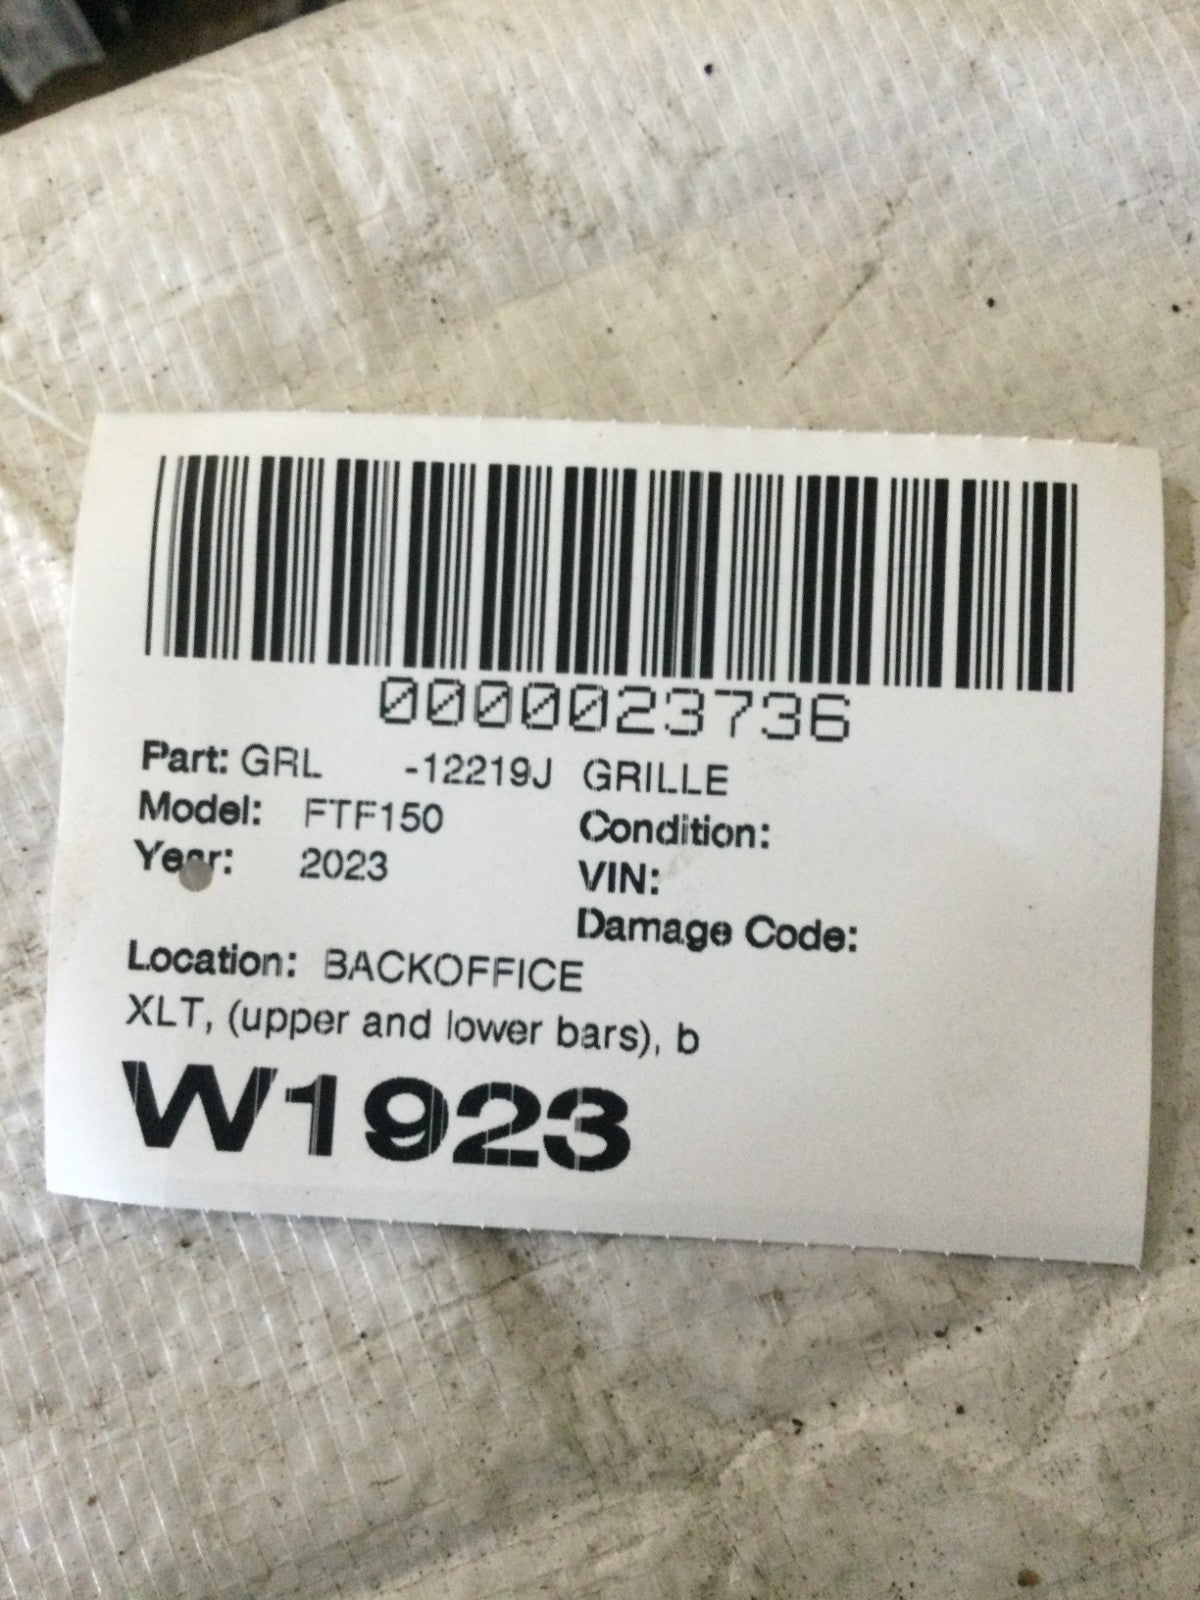 0000023736
Part: GRL -12219J GRILLE
Model: FTF150 Condition:
Year: 2023 VIN:
Damage Code:
Location: BACKOFFICE
XLT, (upper and lower bars), b
W1923